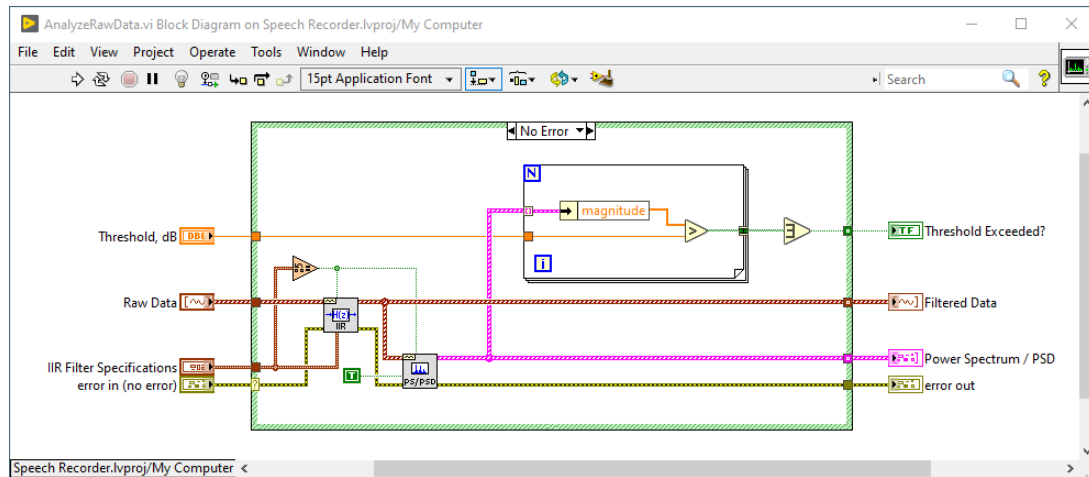 AnalyzeRawData.vi Block Diagram on Speech Recorder.lvproj/My Computer
File Edit View Project Operate Tools Window Help
15pt Application Font
Search
No Error
N
magnitude
>
Threshold, dB
DBL
TF
Threshold Exceeded?
i
Raw Data
H(z)
IIR
Filtered Data
IIR Filter Specifications
Power Spectrum / PSD
error in (no error)
?
T
PS/PSD
error out
Speech Recorder.lvproj/My Computer